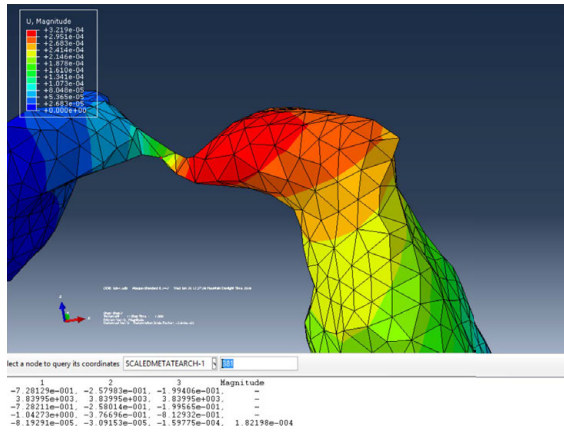 U, Magnitude
+3.219e-04
+2.951e-04
+2.683e-04
+2.414e-04
+2.146e-04
+1.878e-04
+1.610e-04
+1.341e-04
+1.073e-04
+8.048e-05
+5.365e-05
+2.683e-05
+0.000e+00
lect a node to query its coordinates SCALEDMETATEARCH-1 381
1 2 3 Magnitude
-7.28129e-001, -2.57983e-001, -1.99406e-001, -
3.83995e+003, 3.83995e+003, 3.83995e+003, -
-7.28211e-001, -2.58014e-001, -1.99565e-001, -
-1.04273e+000, -3.76696e-001, -8.12932e-001, -
-8.19291e-005, -3.09153e-005, -1.59775e-004, 1.82198e-004